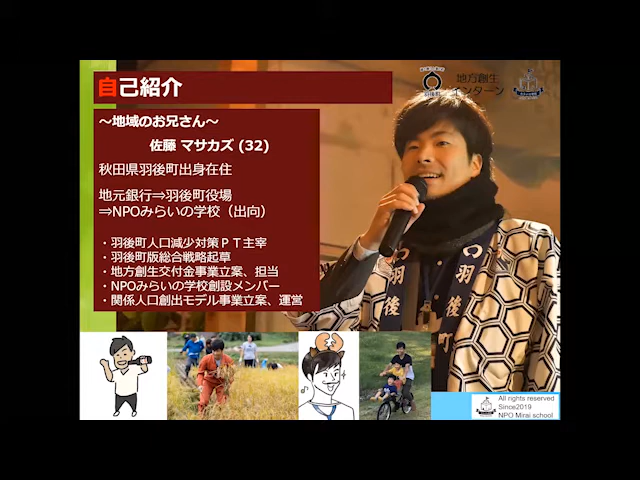 自己紹介
地方創生
インターン
～地域のお兄さん～
佐藤 マサカズ (32)
秋田県羽後町出身在住
地元銀行⇒羽後町役場
⇒NPOみらいの学校（出向）
・羽後町人口減少対策ＰＴ主宰
・羽後町版総合戦略起草
・地方創生交付金事業立案、担当
・NPOみらいの学校創設メンバー
・関係人口創出モデル事業立案、運営
羽後町
羽後町
All rights reserved
Since2019
NPO Mirai school